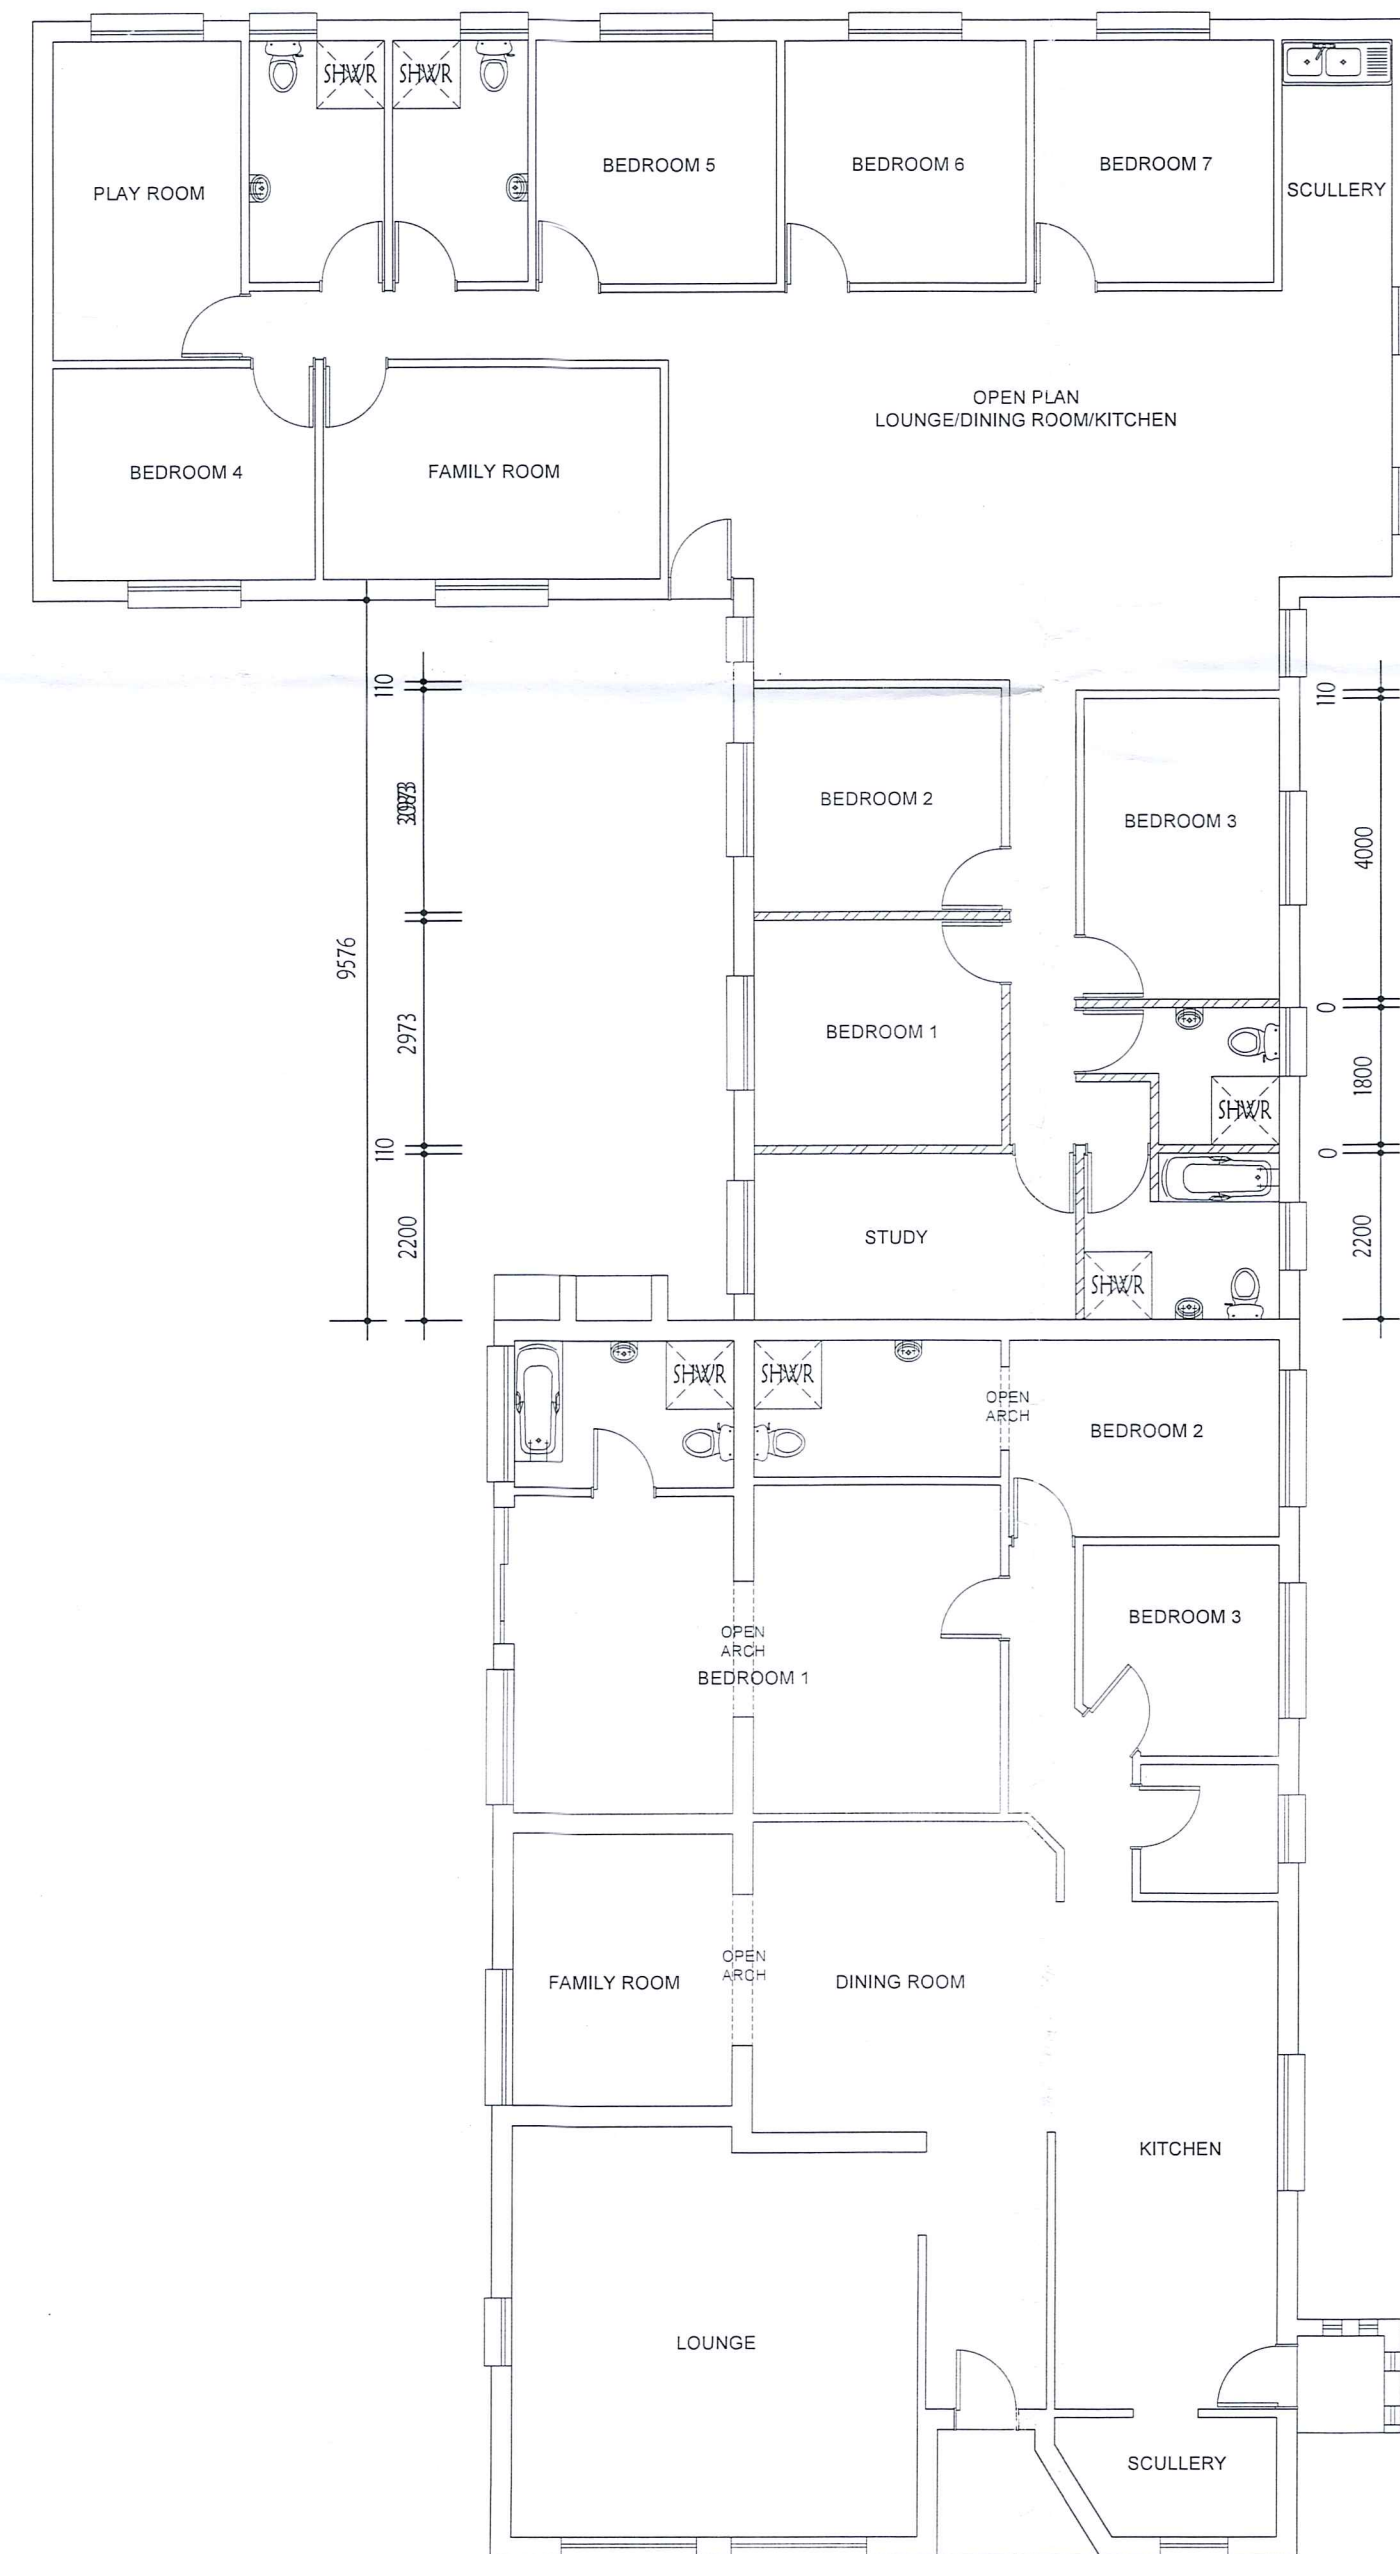 SHWR
SHWR
BEDROOM 5
BEDROOM 6
BEDROOM 7
PLAY ROOM
SCULLERY
OPEN PLAN
LOUNGE/DINING ROOM/KITCHEN
BEDROOM 4
FAMILY ROOM
110
110
BEDROOM 2
BEDROOM 3
4000
9576
2973
BEDROOM 1
0
1800
SHWR
110
0
2200
STUDY
2200
SHWR
SHWR
SHWR
OPEN
ARCH
BEDROOM 2
BEDROOM 3
OPEN
ARCH
BEDROOM 1
FAMILY ROOM
OPEN
ARCH
DINING ROOM
KITCHEN
LOUNGE
SCULLERY